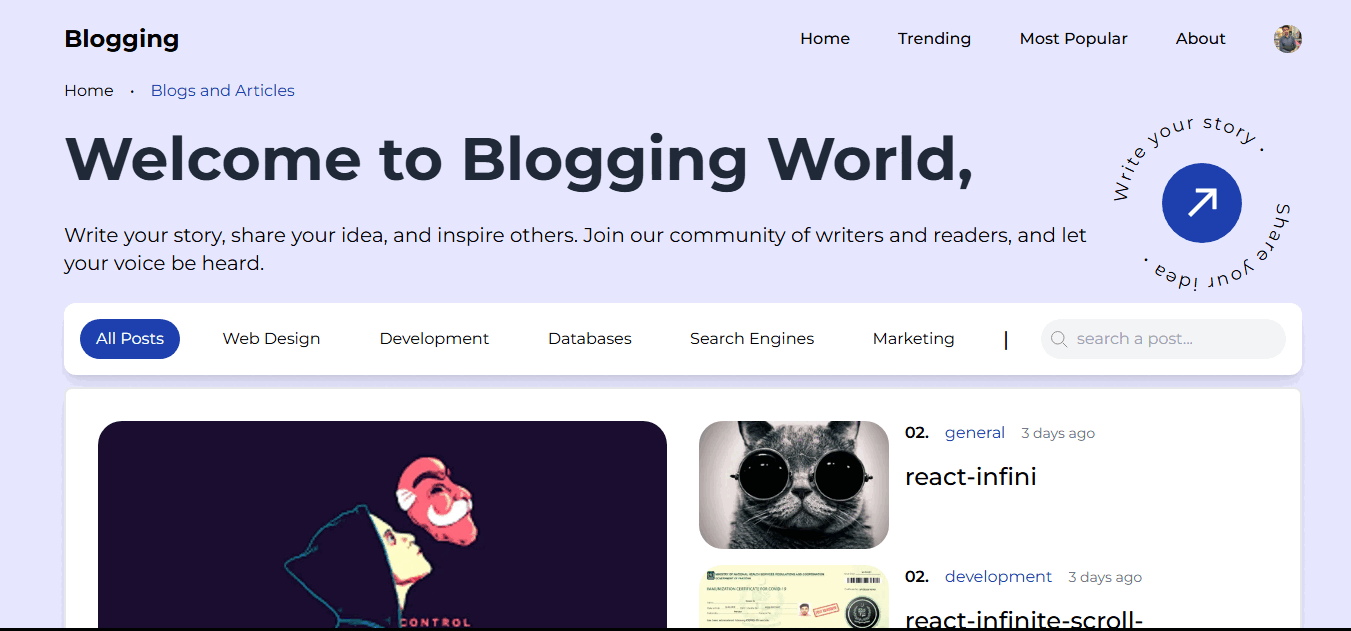 Blogging
Home Trending Most Popular About
Home • Blogs and Articles
Welcome to Blogging World,
Write your story, share your idea, and inspire others. Join our community of writers and readers, and let
your voice be heard.
Write your story •
Share your idea •
All Posts Web Design Development Databases Search Engines Marketing | search a post...
02. general 3 days ago
react-infini
CONTROL
02. development 3 days ago
react-infinite-scroll-